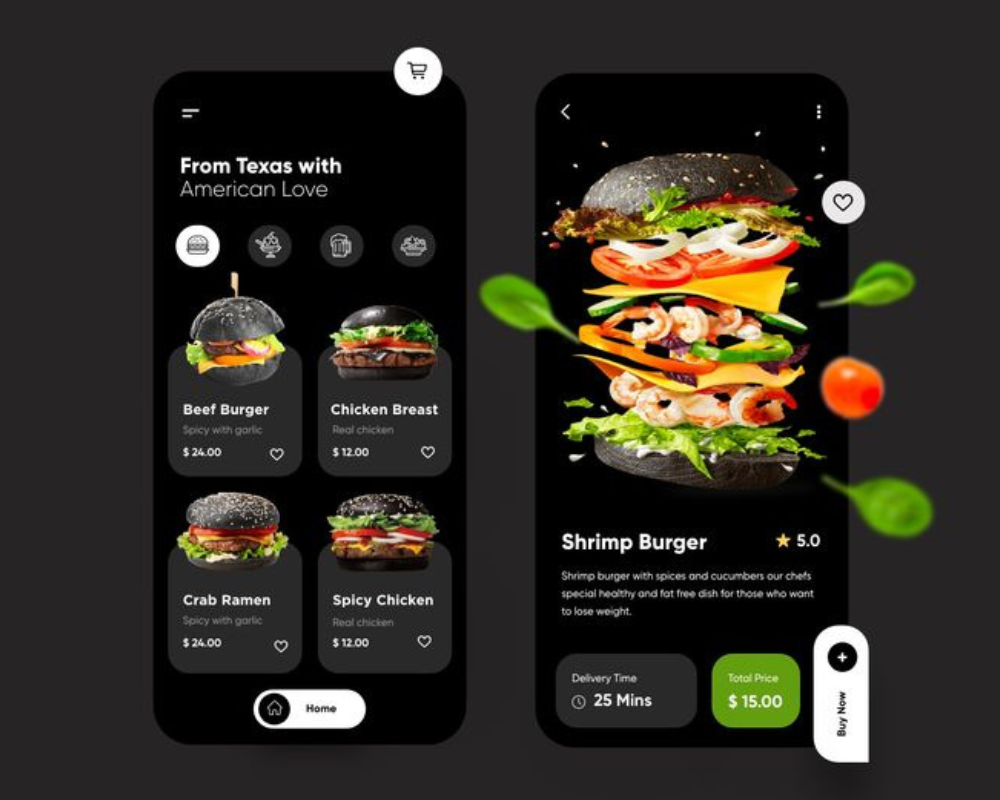 From Texas with
American Love
Beef Burger
Spicy with garlic
$ 24.00
Chicken Breast
Real chicken
$ 12.00
Crab Ramen
Spicy with garlic
$ 24.00
Spicy Chicken
Real chicken
$ 12.00
Home
Shrimp Burger
5.0
Shrimp burger with spices and cucumbers our chefs
special healthy and fat free dish for those who want
to lose weight.
Delivery Time
25 Mins
Total Price
$ 15.00
Buy Now